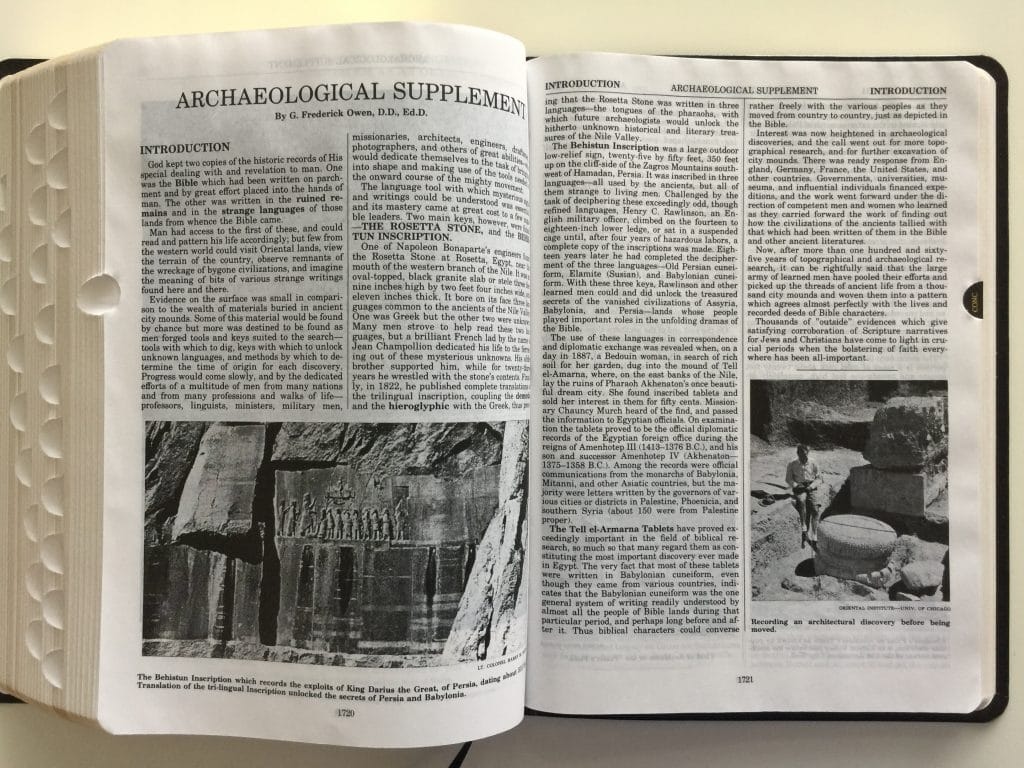 ARCHAEOLOGICAL SUPPLEMENT
By G. Frederick Owen, D.D., Ed.D.
INTRODUCTION
God kept two copies of the historic records of His
special dealing with and revelation to man. One
was the Bible which had been written on parch-
ment and by great effort placed into the hands of
man. The other was written in the ruined re-
mains and in the strange languages of those
lands from whence the Bible came.
Man had access to the first of these, and could
read and pattern his life accordingly; but few from
the western world could visit Oriental lands, view
the terrain of the country, observe remnants of
the wreckage of bygone civilizations, and imagine
the meaning of bits of various strange writings
found here and there.
Evidence on the surface was small in compari-
son to the wealth of materials buried in ancient
city mounds. Some of this material would be found
by chance but more was destined to be found as
men forged tools and keys suited to the search—
tools with which to dig, keys with which to unlock
unknown languages, and methods by which to de-
termine the time of origin for each discovery.
Progress would come slowly, and by the dedicated
efforts of a multitude of men from many nations
and from many professions and walks of life—
professors, linguists, ministers, military men,
missionaries, architects, engineers,
photographers, and others of great
would dedicate themselves to the task of
into shape and making use of the tools
the onward course of the mighty movement.
The language tool with which mysterious
and writings could be understood was
and its mastery came at great cost to a few
ble leaders. Two main keys, however, were
—THE ROSETTA STONE, and the
TUN INSCRIPTION.
One of Napoleon Bonaparte's engineers
the Rosetta Stone at Rosetta, Egypt, near
mouth of the western branch of the Nile. It was
oval-topped, black granite slab or stele three
nine inches high by two feet four inches wide,
eleven inches thick. It bore on its face three
guages common to the ancients of the Nile Valley
One was Greek but the other two were
Many men strove to help read these two
guages, but a brilliant French lad by the name
Jean Champollion dedicated his life to the
ing out of these mysterious unknowns. His
brother supported him, while for twenty-
years he wrestled with the stone's contents.
ly, in 1822, he published complete translations
the trilingual inscription, coupling the
and the hieroglyphic with the Greek, thus
LT. COLONEL
The Behistun Inscription which records the exploits of King Darius the Great, of Persia, dating about
Translation of the tri-lingual Inscription unlocked the secrets of Persia and Babylonia.
1720
INTRODUCTION ARCHAEOLOGICAL SUPPLEMENT INTRODUCTION
ing that the Rosetta Stone was written in three
languages—the tongues of the pharaohs, with
which future archaeologists would unlock the
hitherto unknown historical and literary trea-
sures of the Nile Valley.
The Behistun Inscription was a large outdoor
low-relief sign, twenty-five by fifty feet, 350 feet
up on the cliff-side of the Zagros Mountains south-
west of Hamadan, Persia. It was inscribed in three
languages—all used by the ancients, but all of
them strange to living men. Challenged by the
task of deciphering these exceedingly odd, though
refined languages, Henry C. Rawlinson, an En-
glish military officer, climbed on the fourteen to
eighteen-inch lower ledge, or sat in a suspended
cage until, after four years of hazardous labors, a
complete copy of the inscriptions was made. Eigh-
teen years later he had completed the decipher-
ment of the three languages—Old Persian cunei-
form, Elamite (Susian), and Babylonian cunei-
form. With these three keys, Rawlinson and other
learned men could and did unlock the treasured
secrets of the vanished civilizations of Assyria,
Babylonia, and Persia—lands whose people
played important roles in the unfolding dramas of
the Bible.
The use of these languages in correspondence
and diplomatic exchange was revealed when, on a
day in 1887, a Bedouin woman, in search of rich
soil for her garden, dug into the mound of Tell
el-Amarna, where, on the east banks of the Nile,
lay the ruins of Pharaoh Akhenaton's once beauti-
ful dream city. She found inscribed tablets and
sold her interest in them for fifty cents. Mission-
ary Chauncy Murch heard of the find, and passed
the information to Egyptian officials. On examina-
tion the tablets proved to be the official diplomatic
records of the Egyptian foreign office during the
reigns of Amenhotep III (1413–1376 B.C.), and his
son and successor Amenhotep IV (Akhenaton—
1375–1358 B.C.). Among the records were official
communications from the monarchs of Babylonia,
Mitanni, and other Asiatic countries, but the ma-
jority were letters written by the governors of var-
ious cities or districts in Palestine, Phoenicia, and
southern Syria (about 150 were from Palestine
proper).
The Tell el-Armarna Tablets have proved ex-
ceedingly important in the field of biblical re-
search, so much so that many regard them as con-
stituting the most important discovery ever made
in Egypt. The very fact that most of these tablets
were written in Babylonian cuneiform, even
though they came from various countries, indi-
cates that the Babylonian cuneiform was the one
general system of writing readily understood by
almost all the people of Bible lands during that
particular period, and perhaps long before and af-
ter it. Thus biblical characters could converse
rather freely with the various peoples as they
moved from country to country, just as depicted in
the Bible.
Interest was now heightened in archaeological
discoveries, and the call went out for more topo-
graphical research, and for further excavation of
city mounds. There was ready response from En-
gland, Germany, France, the United States, and
other countries. Governments, universities, mu-
seums, and influential individuals financed expe-
ditions, and the work went forward under the di-
rection of competent men and women who learned
as they carried forward the work of finding out
how the civilizations of the ancients tallied with
that which had been written of them in the Bible
and other ancient literatures.
Now, after more than one hundred and sixty-
five years of topographical and archaeological re-
search, it can be rightfully said that the large
army of learned men have pooled their efforts and
picked up the threads of ancient life from a thou-
sand city mounds and woven them into a pattern
which agrees almost perfectly with the lives and
recorded deeds of Bible characters.
Thousands of "outside" evidences which give
satisfying corroboration of Scripture narratives
for Jews and Christians have come to light in cru-
cial periods when the bolstering of faith every-
where has been all-important.
ORIENTAL INSTITUTE—UNIV. OF CHICAGO
Recording an architectural discovery before being
moved.
1721
CONC